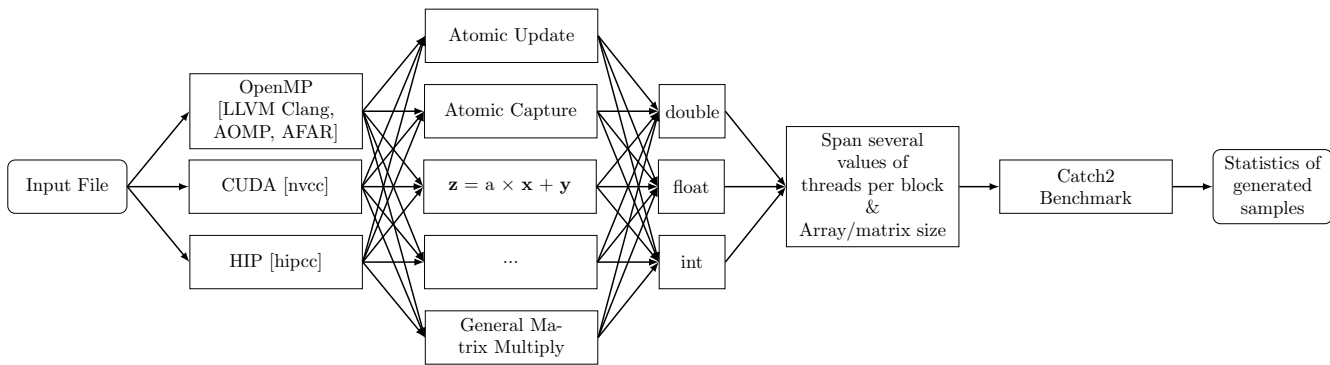 Input File
OpenMP
[LLVM Clang,
AOMP, AFAR]
CUDA [nvcc]
HIP [hipcc]
Atomic Update
Atomic Capture
z = a × x + y
...
General Ma-
trix Multiply
double
float
int
Span several
values of
threads per block
&
Array/matrix size
Catch2
Benchmark
Statistics of
generated
samples